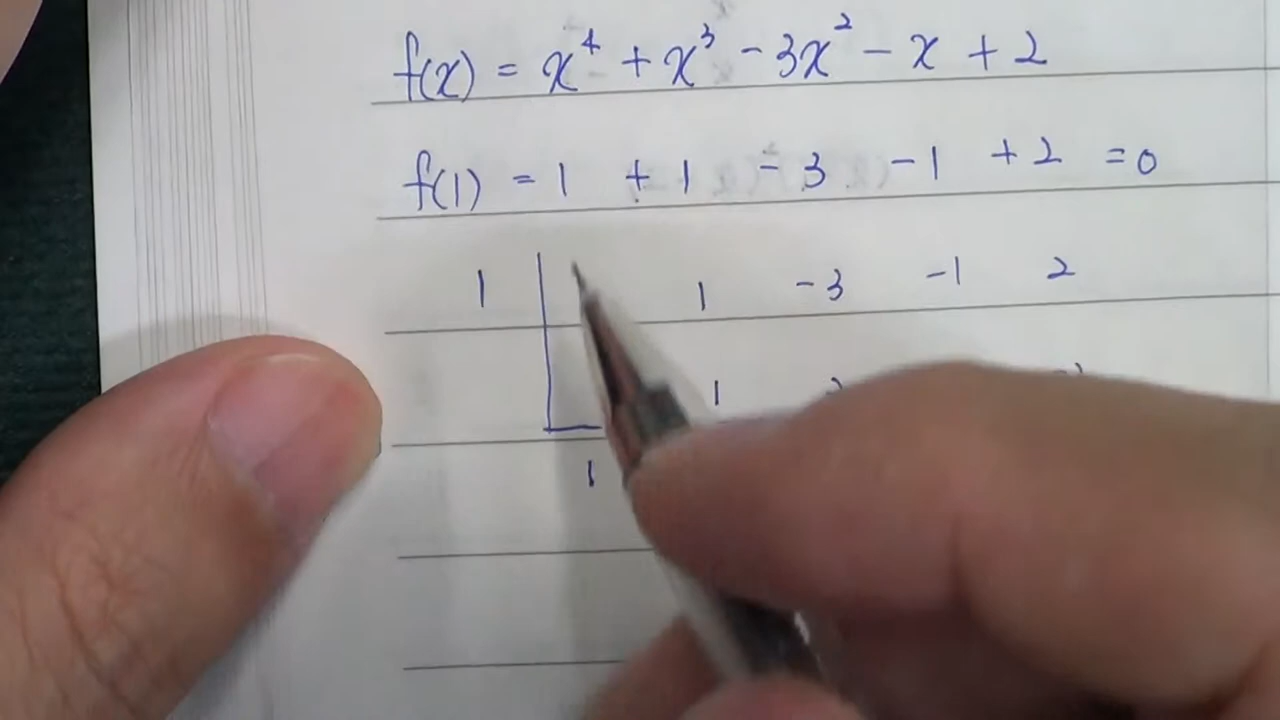 f(x) = x⁴ + x³ - 3x² - x + 2
f(1) = 1 + 1 - 3 - 1 + 2 = 0
1 | 1 -3 -1 2
1
1